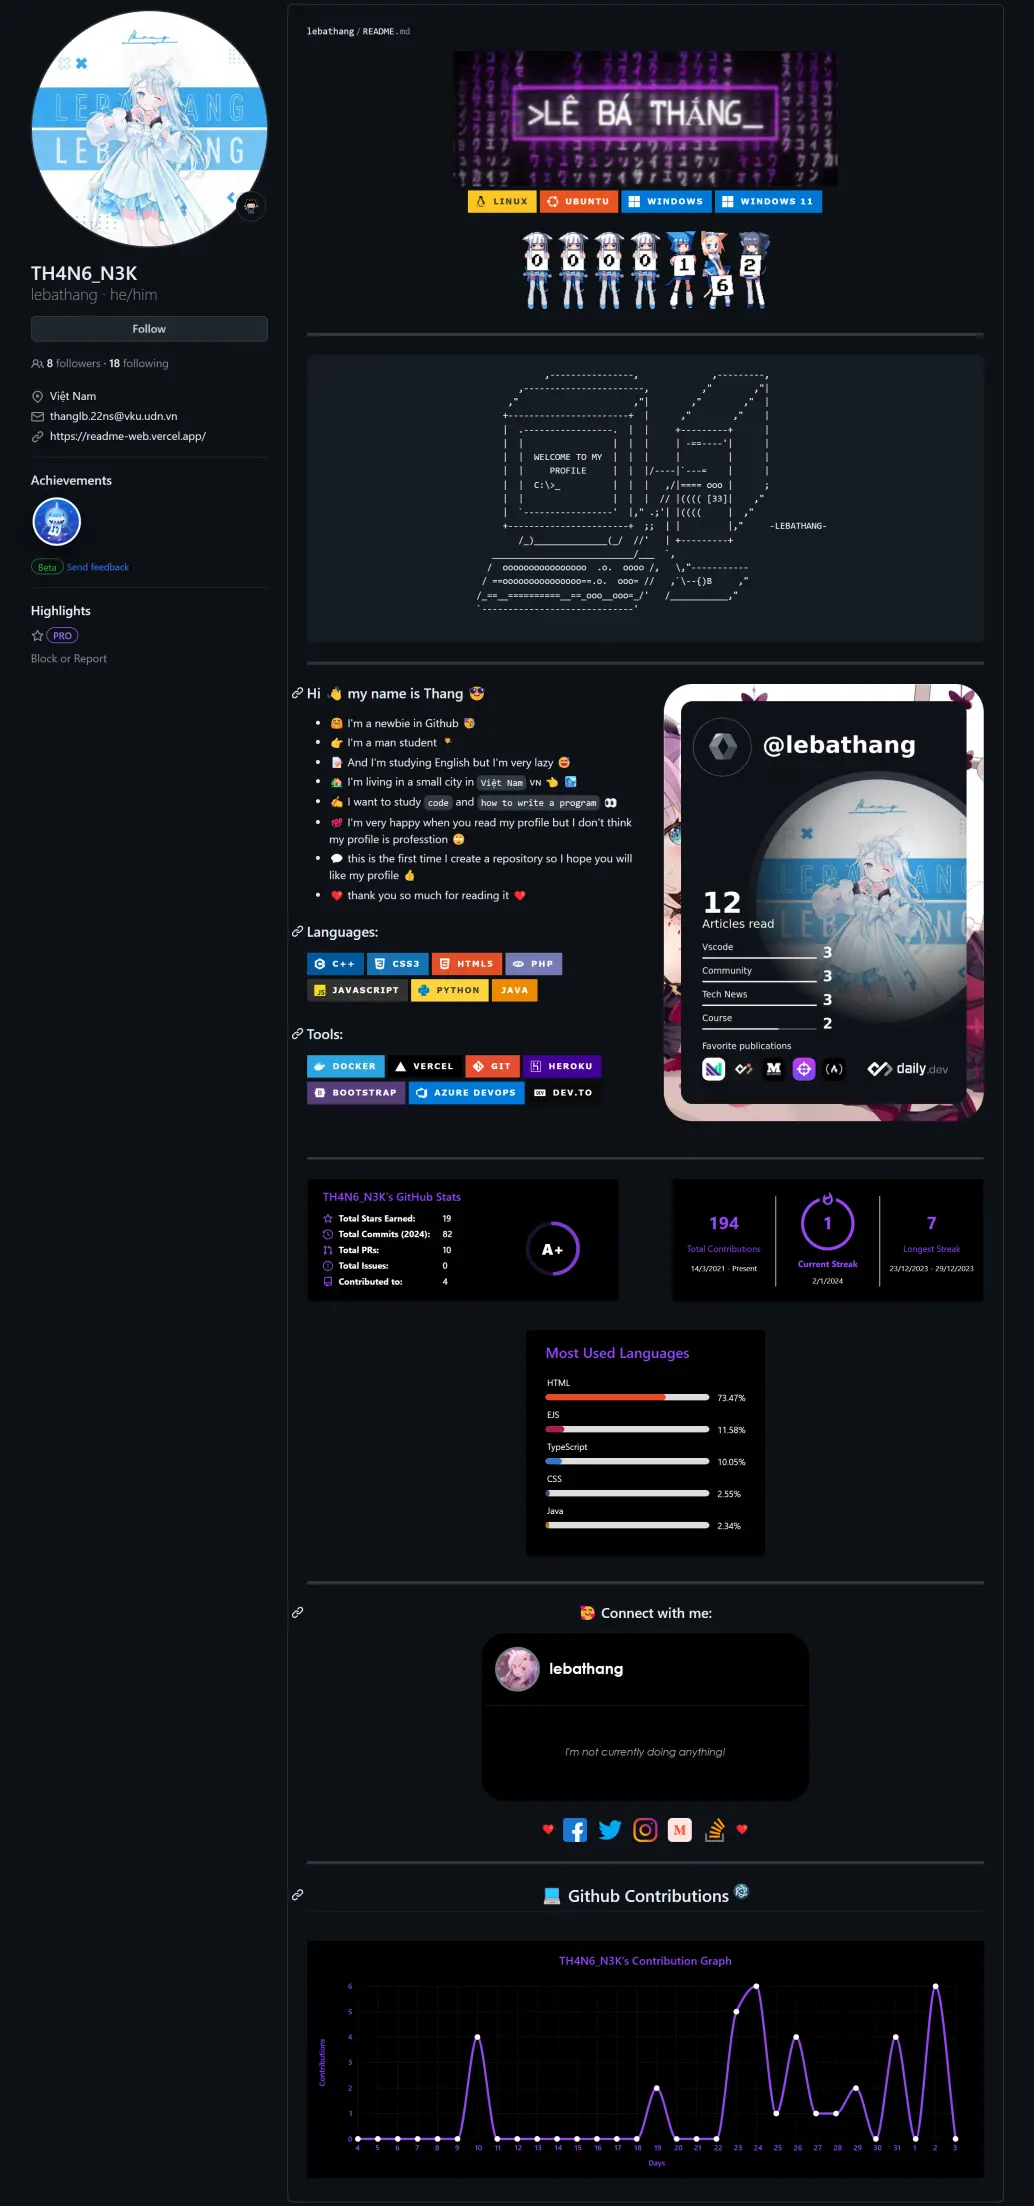 LEBATHANG
LEBATHANG
TH4N6_N3K
lebathang · he/him
Follow
8 followers · 18 following
Việt Nam
thanglb.22ns@vku.udn.vn
https://readme-web.vercel.app/
Achievements
Beta Send feedback
Highlights
PRO
Block or Report
lebathang / README.md
>LÊ BÁ THẮNG_
LINUX UBUNTU WINDOWS WINDOWS 11
0 0 0 0 1 6 2
WELCOME TO MY
PROFILE
C:\>_
-LEBATHANG-
Hi 👋 my name is Thang 😎
🤗 I'm a newbie in Github 🥳
👉 I'm a man student
And I'm studying English but I'm very lazy 😅
🏡 I'm living in a small city in Việt Nam VN 👈
✍ I want to study code and how to write a program 👀
💯 I'm very happy when you read my profile but I don't think
my profile is professtion 🙄
💬 this is the first time I create a repository so I hope you will
like my profile 👍
❤ thank you so much for reading it ❤
Languages:
C++ CSS3 HTML5 PHP
JAVASCRIPT PYTHON JAVA
Tools:
DOCKER VERCEL GIT HEROKU
BOOTSTRAP AZURE DEVOPS DEV.TO
@lebathang
12
Articles read
Vscode 3
Community 3
Tech News 3
Course 2
Favorite publications
daily.dev
TH4N6_N3K's GitHub Stats
Total Stars Earned: 19
Total Commits (2024): 82
Total PRs: 10
Total Issues: 0
Contributed to: 4
A+
194
Total Contributions
14/3/2021 - Present
1
Current Streak
2/1/2024
7
Longest Streak
23/12/2023 - 29/12/2023
Most Used Languages
HTML
73.47%
EJS
11.58%
TypeScript
10.05%
CSS
2.55%
Java
2.34%
🥰 Connect with me:
lebathang
I'm not currently doing anything!
💻 Github Contributions
TH4N6_N3K's Contribution Graph
Contributions
6
5
4
3
2
1
0
4 5 6 7 8 9 10 11 12 13 14 15 16 17 18 19 20 21 22 23 24 25 26 27 28 29 30 31 1 2 3
Days